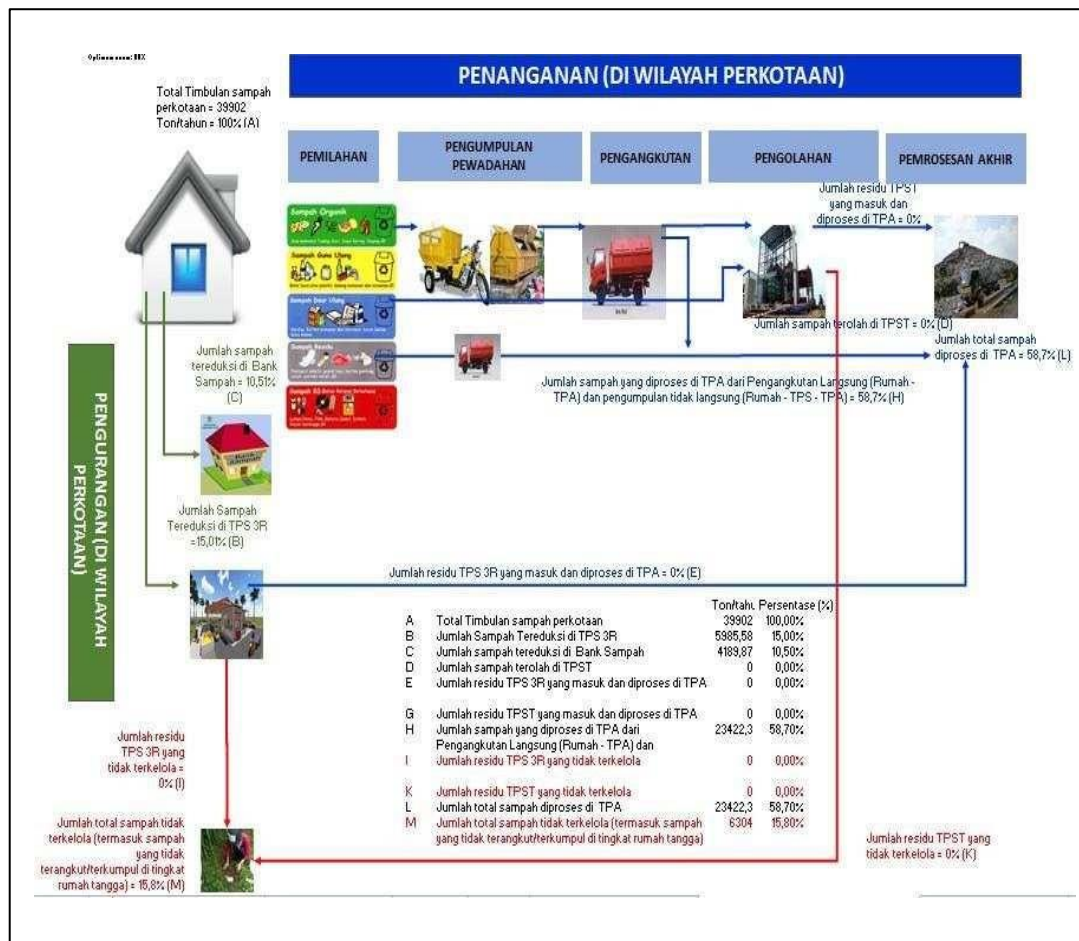 PENANGANAN (DI WILAYAH PERKOTAAN)
Total Timbulan sampah
perkotaan = 39902
Ton/tahun = 100% (A)
PEMILAHAN
PENGUMPULAN
PEWADAHAN
PENGANGKUTAN
PENGOLAHAN
PEMROSESAN AKHIR
Jumlah residu TPST
yang masuk dan
diproses di TPA = 0%
Sampah Organik
Sampah Guna Ulang
Sampah Daur Ulang
Sampah Residu
Sampah B3
Jumlah sampah terolah di TPST = 0% (D)
Jumlah total sampah
diproses di TPA = 58,7% (L)
Jumlah sampah yang diproses di TPA dari Pengangkutan Langsung (Rumah -
TPA) dan pengumpulan tidak langsung (Rumah - TPS - TPA) = 58,7% (H)
PENGURANGAN (DI WILAYAH
PERKOTAAN)
Jumlah sampah
tereduksi di Bank
Sampah = 10,51%
(C)
Bank
Sampah
Jumlah Sampah
Tereduksi di TPS 3R
=15,01% (B)
Jumlah residu TPS 3R yang masuk dan diproses di TPA = 0% (E)
Ton/tahu Persentase (%)
A Total Timbulan sampah perkotaan 39902 100,00%
B Jumlah Sampah Tereduksi di TPS 3R 5985,58 15,00%
C Jumlah sampah tereduksi di Bank Sampah 4189,87 10,50%
D Jumlah sampah terolah di TPST 0 0,00%
E Jumlah residu TPS 3R yang masuk dan diproses di TPA 0 0,00%
G Jumlah residu TPST yang masuk dan diproses di TPA 0 0,00%
H Jumlah sampah yang diproses di TPA dari 23422,3 58,70%
Pengangkutan Langsung (Rumah - TPA) dan
I Jumlah residu TPS 3R yang tidak terkelola 0 0,00%
K Jumlah residu TPST yang tidak terkelola 0 0,00%
L Jumlah total sampah diproses di TPA 23422,3 58,70%
M Jumlah total sampah tidak terkelola (termasuk sampah 6304 15,80%
yang tidak terangkut/terkumpul di tingkat rumah tangga)
Jumlah residu
TPS 3R yang
tidak terkelola =
0% (I)
Jumlah total sampah tidak
terkelola (termasuk sampah
yang tidak
terangkut/terkumpul di tingkat
rumah tangga) = 15,8% (M)
Jumlah residu TPST yang
tidak terkelola = 0% (K)